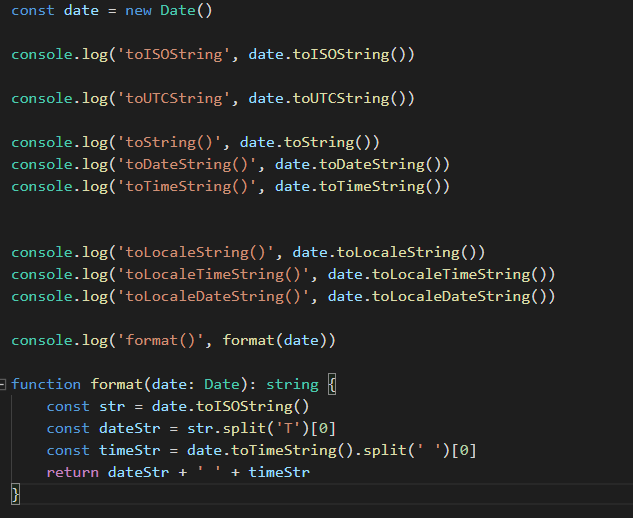 const date = new Date()
console.log('toISOString', date.toISOString())
console.log('toUTCString', date.toUTCString())
console.log('toString()', date.toString())
console.log('toDateString()', date.toDateString())
console.log('toTimeString()', date.toTimeString())
console.log('toLocaleString()', date.toLocaleString())
console.log('toLocaleTimeString()', date.toLocaleTimeString())
console.log('toLocaleDateString()', date.toLocaleDateString())
console.log('format()', format(date))
function format(date: Date): string {
    const str = date.toISOString()
    const dateStr = str.split('T')[0]
    const timeStr = date.toTimeString().split(' ')[0]
    return dateStr + ' ' + timeStr
}